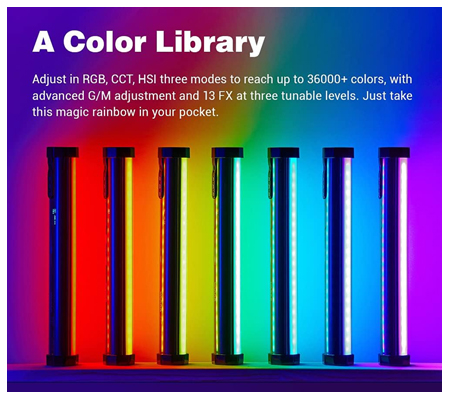 A Color Library
Adjust in RGB, CCT, HSI three modes to reach up to 36000+ colors, with
advanced G/M adjustment and 13 FX at three tunable levels. Just take
this magic rainbow in your pocket.